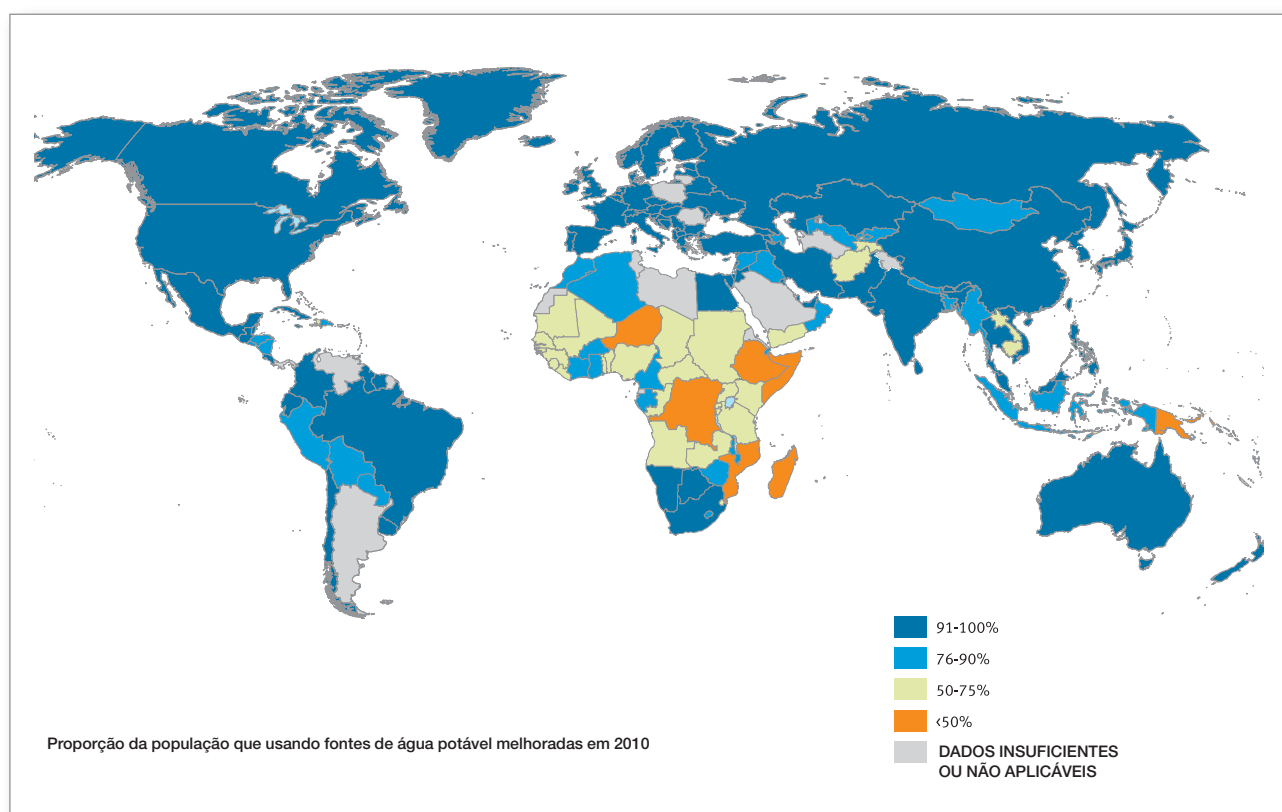 91-100%
76-90%
50-75%
‹50%
Proporção da população que usando fontes de água potável melhoradas em 2010
DADOS INSUFICIENTES
OU NÃO APLICÁVEIS